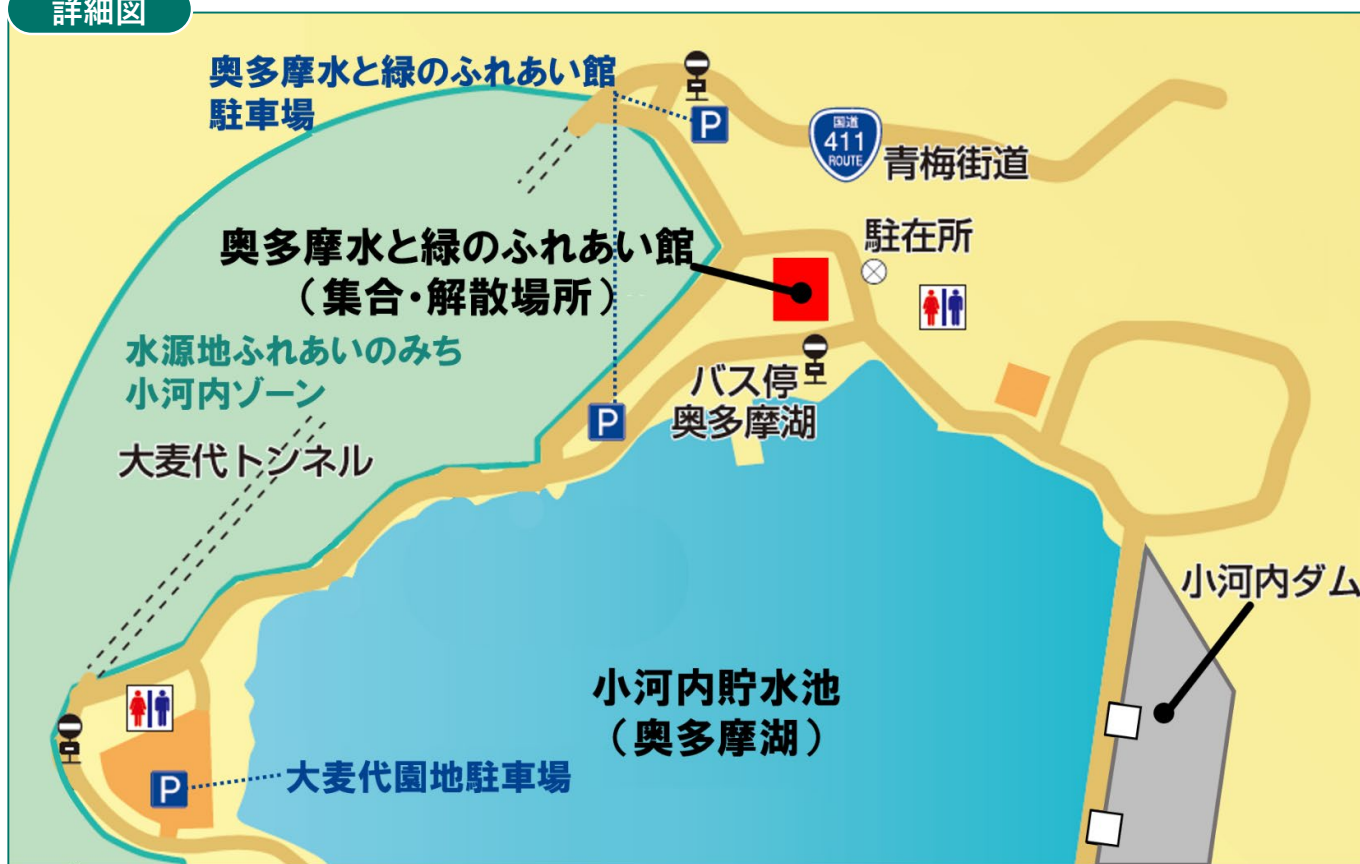 詳細図
奥多摩水と緑のふれあい館
駐車場
P
国道
411
ROUTE
青梅街道
奥多摩水と緑のふれあい館
（集合・解散場所）
駐在所
水源地ふれあいのみち
小河内ゾーン
バス停
奥多摩湖
P
大麦代トンネル
小河内ダム
小河内貯水池
（奥多摩湖）
P
大麦代園地駐車場